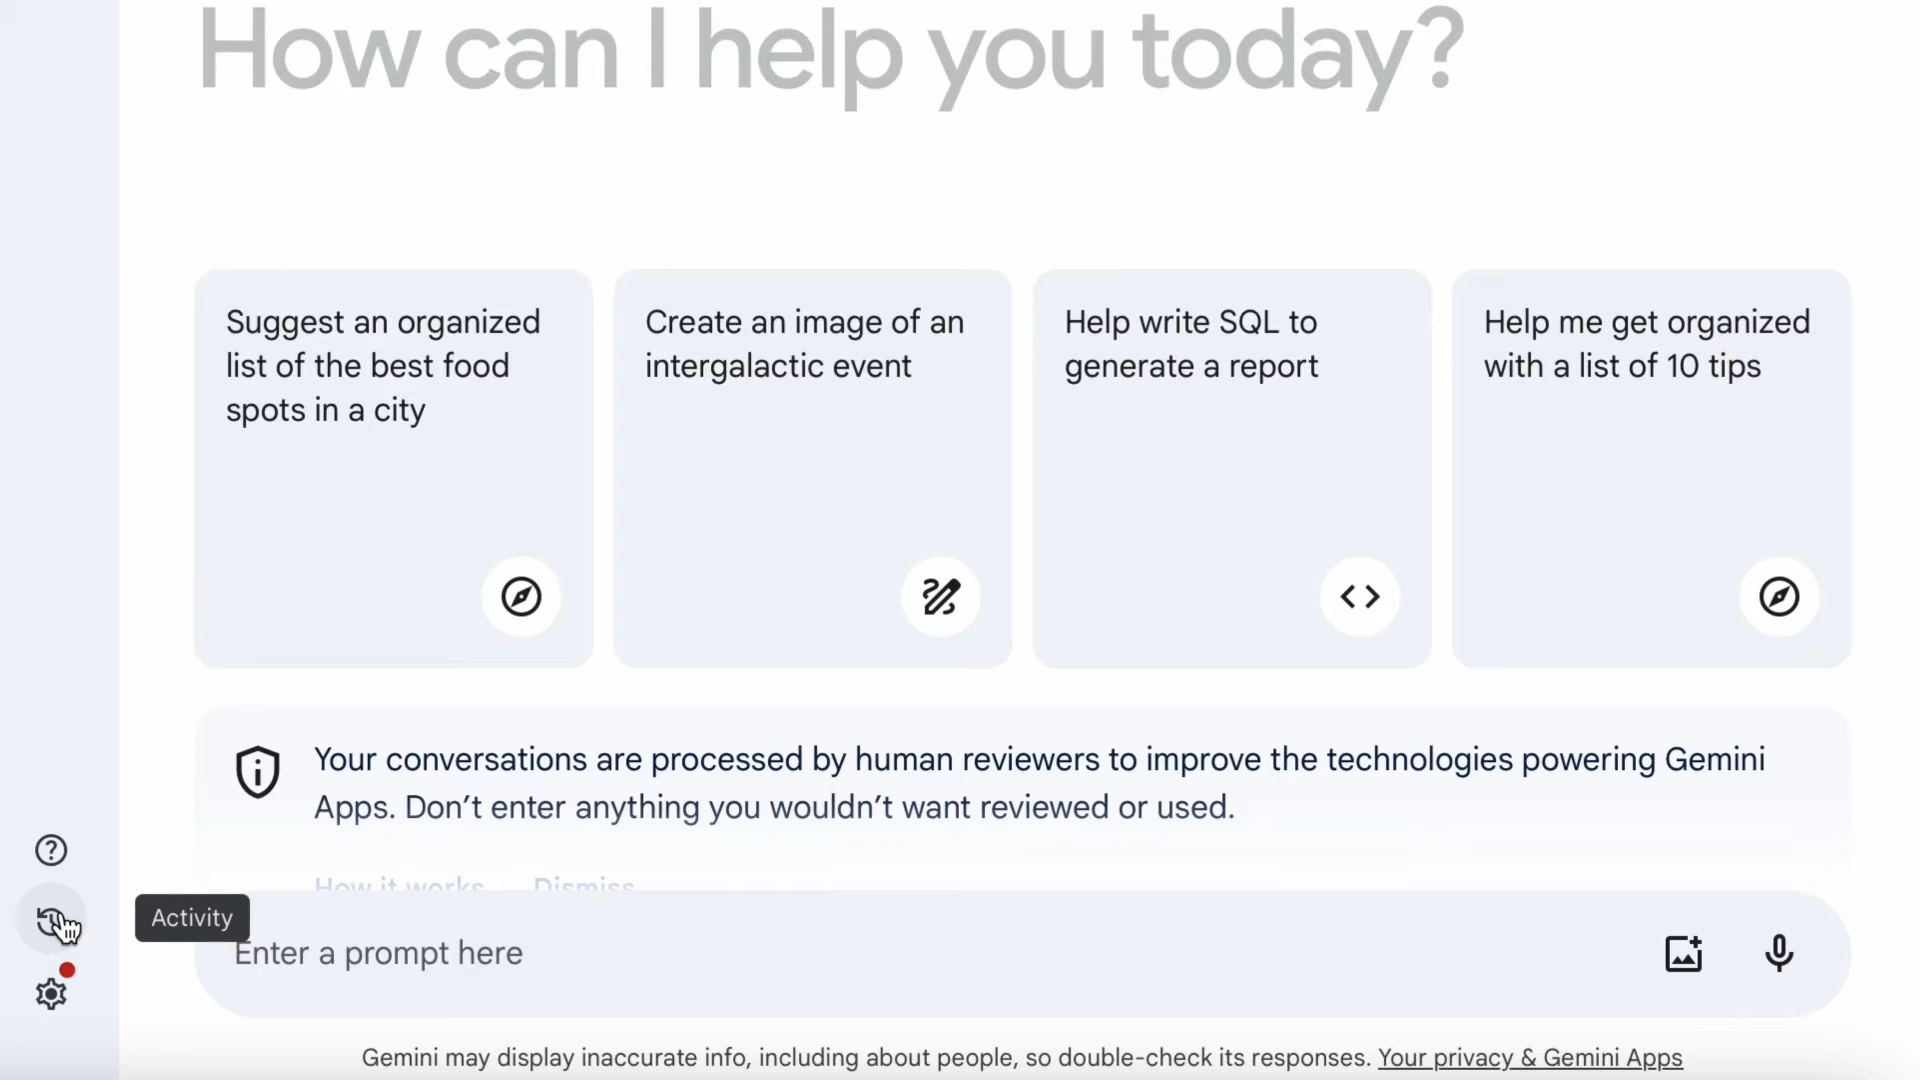 How can I help you today?
Suggest an organized
list of the best food
spots in a city
Create an image of an
intergalactic event
Help write SQL to
generate a report
Help me get organized
with a list of 10 tips
Your conversations are processed by human reviewers to improve the technologies powering Gemini
Apps. Don’t enter anything you wouldn’t want reviewed or used.
How it works Dismiss
Activity
Enter a prompt here
Gemini may display inaccurate info, including about people, so double-check its responses. Your privacy & Gemini Apps